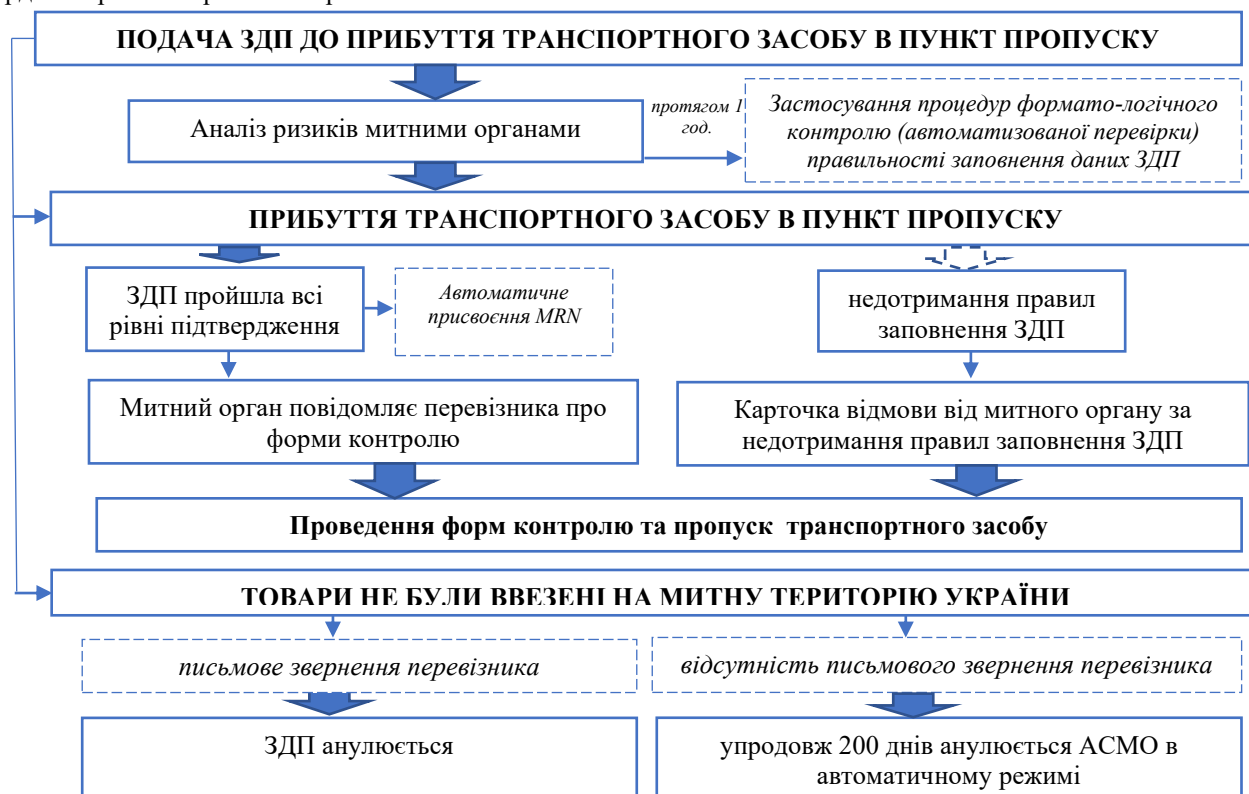 ПОДАЧА ЗДП ДО ПРИБУТТЯ ТРАНСПОРТНОГО ЗАСОБУ В ПУНКТ ПРОПУСКУ
Аналіз ризиків митними органами
протягом 1
год.
Застосування процедур формато-логічного
контролю (автоматизованої перевірки)
правильності заповнення даних ЗДП
ПРИБУТТЯ ТРАНСПОРТНОГО ЗАСОБУ В ПУНКТ ПРОПУСКУ
ЗДП пройшла всі
рівні підтвердження
Автоматичне
присвоєння MRN
недотримання правил
заповнення ЗДП
Митний орган повідомляє перевізника про
форми контролю
Карточка відмови від митного органу за
недотримання правил заповнення ЗДП
Проведення форм контролю та пропуск транспортного засобу
ТОВАРИ НЕ БУЛИ ВВЕЗЕНІ НА МИТНУ ТЕРИТОРІЮ УКРАЇНИ
письмове звернення перевізника
відсутність письмового звернення перевізника
ЗДП анулюється
упродовж 200 днів анулюється АСМО в
автоматичному режимі